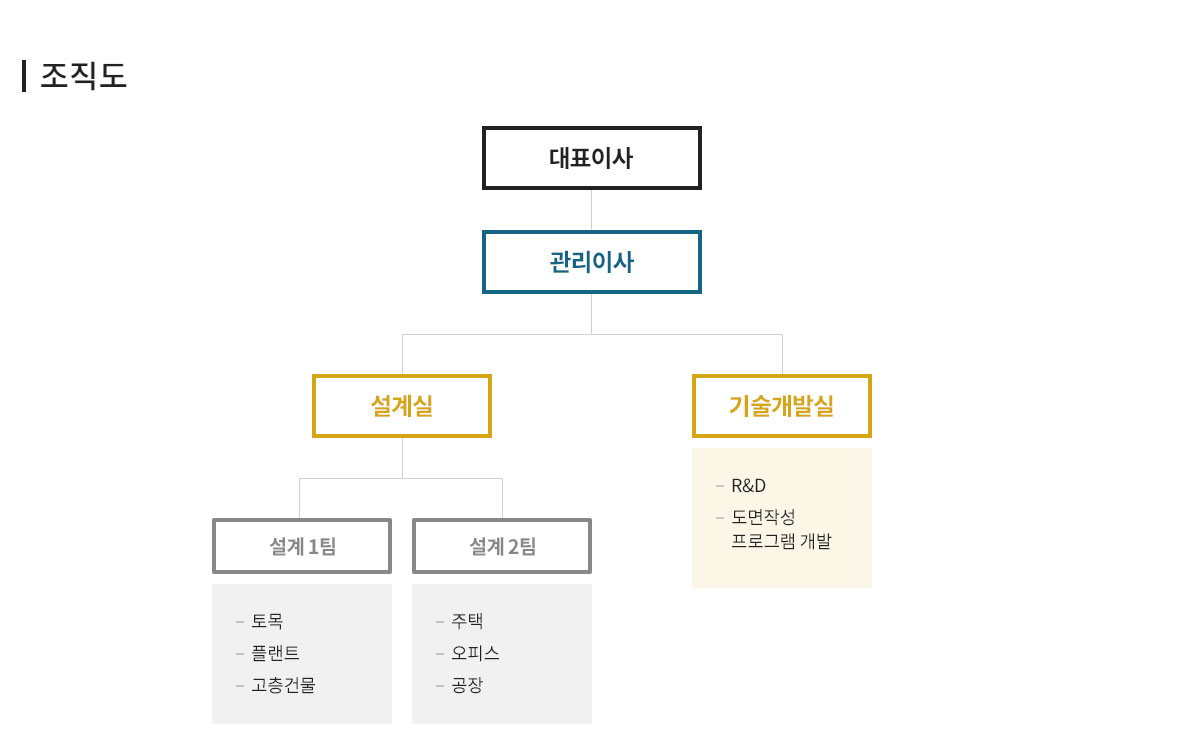 조직도
대표이사
관리이사
설계실
기술개발실
- R&D
- 도면작성
프로그램 개발
설계 1팀
설계 2팀
- 토목
- 플랜트
- 고층건물
- 주택
- 오피스
- 공장